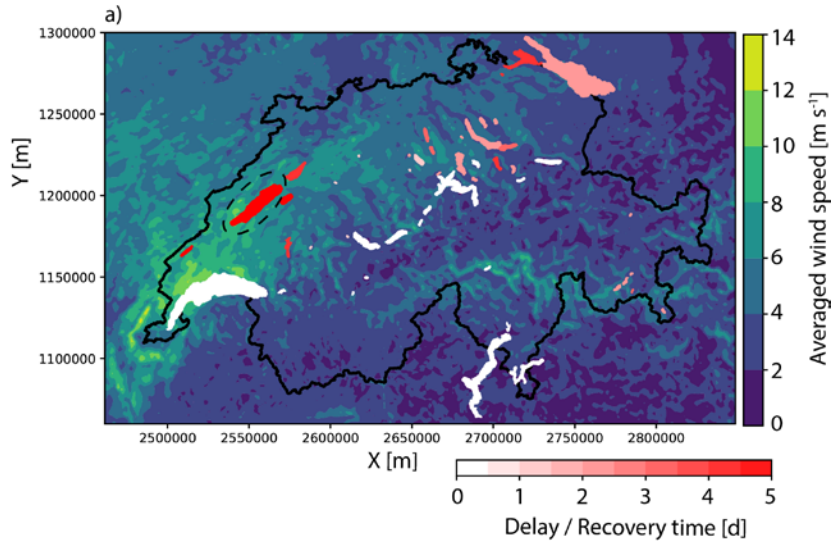 a)
1300000
1250000
1200000
1150000
1100000
Y [m]
2500000 2550000 2600000 2650000 2700000 2750000 2800000
X [m]
14
12
10
8
6
4
2
0
Averaged wind speed [m s⁻¹]
0 1 2 3 4 5
Delay / Recovery time [d]